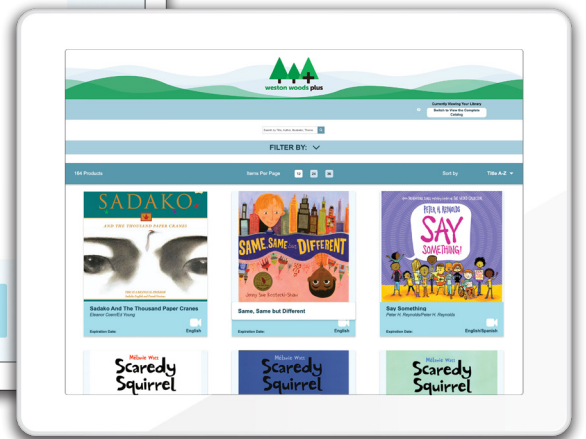 weston woods plus
Currently Viewing Your Library
Switch to View the Complete
Catalog
FILTER BY:
184 Products
Items Per Page
12
24
36
Sort by
Title A-Z
SADAKO
AND THE THOUSAND PAPER CRANES
Sadako And The Thousand Paper Cranes
Eleanor Coerr/Ed Young
Expiration Date:
English
SAME, SAME but DIFFERENT
Jenny Sue Kostecki-Shaw
Same, Same but Different
Expiration Date:
English
PETER H. REYNOLDS
SAY
SOMETHING!
Say Something
Peter H. Reynolds/Peter H. Reynolds
Expiration Date:
English/Spanish
Mélanie Watt
Scaredy
Squirrel
Mélanie Watt
Scaredy
Squirrel
Mélanie Watt
Scaredy
Squirrel